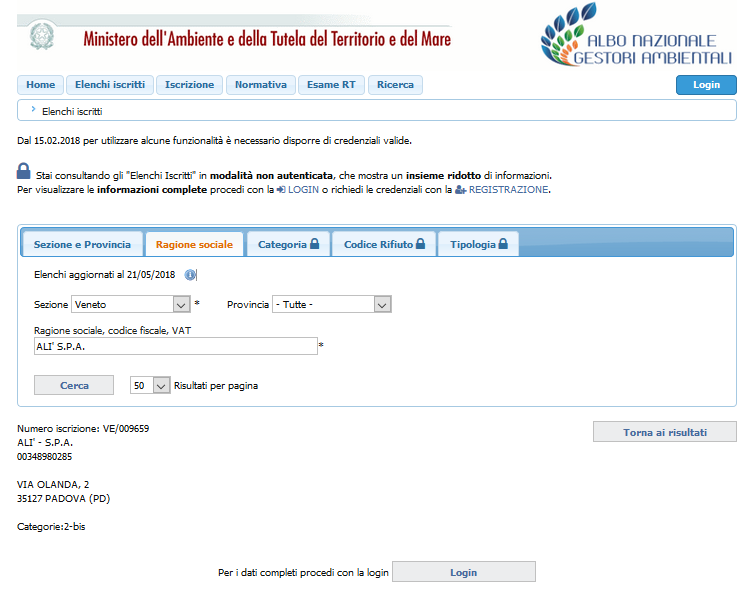 Ministero dell'Ambiente e della Tutela del Territorio e del Mare
ALBO NAZIONALE
GESTORI AMBIENTALI
Home Elenchi iscritti Iscrizione Normativa Esame RT Ricerca Login
Elenchi iscritti
Dal 15.02.2018 per utilizzare alcune funzionalità è necessario disporre di credenziali valide.
Stai consultando gli "Elenchi Iscritti" in modalità non autenticata, che mostra un insieme ridotto di informazioni.
Per visualizzare le informazioni complete procedi con la LOGIN o richiedi le credenziali con la REGISTRAZIONE.
Sezione e Provincia Ragione sociale Categoria Codice Rifiuto Tipologia
Elenchi aggiornati al 21/05/2018
Sezione Veneto * Provincia - Tutte -
Ragione sociale, codice fiscale, VAT
ALI' S.P.A. *
Cerca 50 Risultati per pagina
Numero iscrizione: VE/009659 Torna ai risultati
ALI' - S.P.A.
00348980285
VIA OLANDA, 2
35127 PADOVA (PD)
Categorie:2-bis
Per i dati completi procedi con la login Login